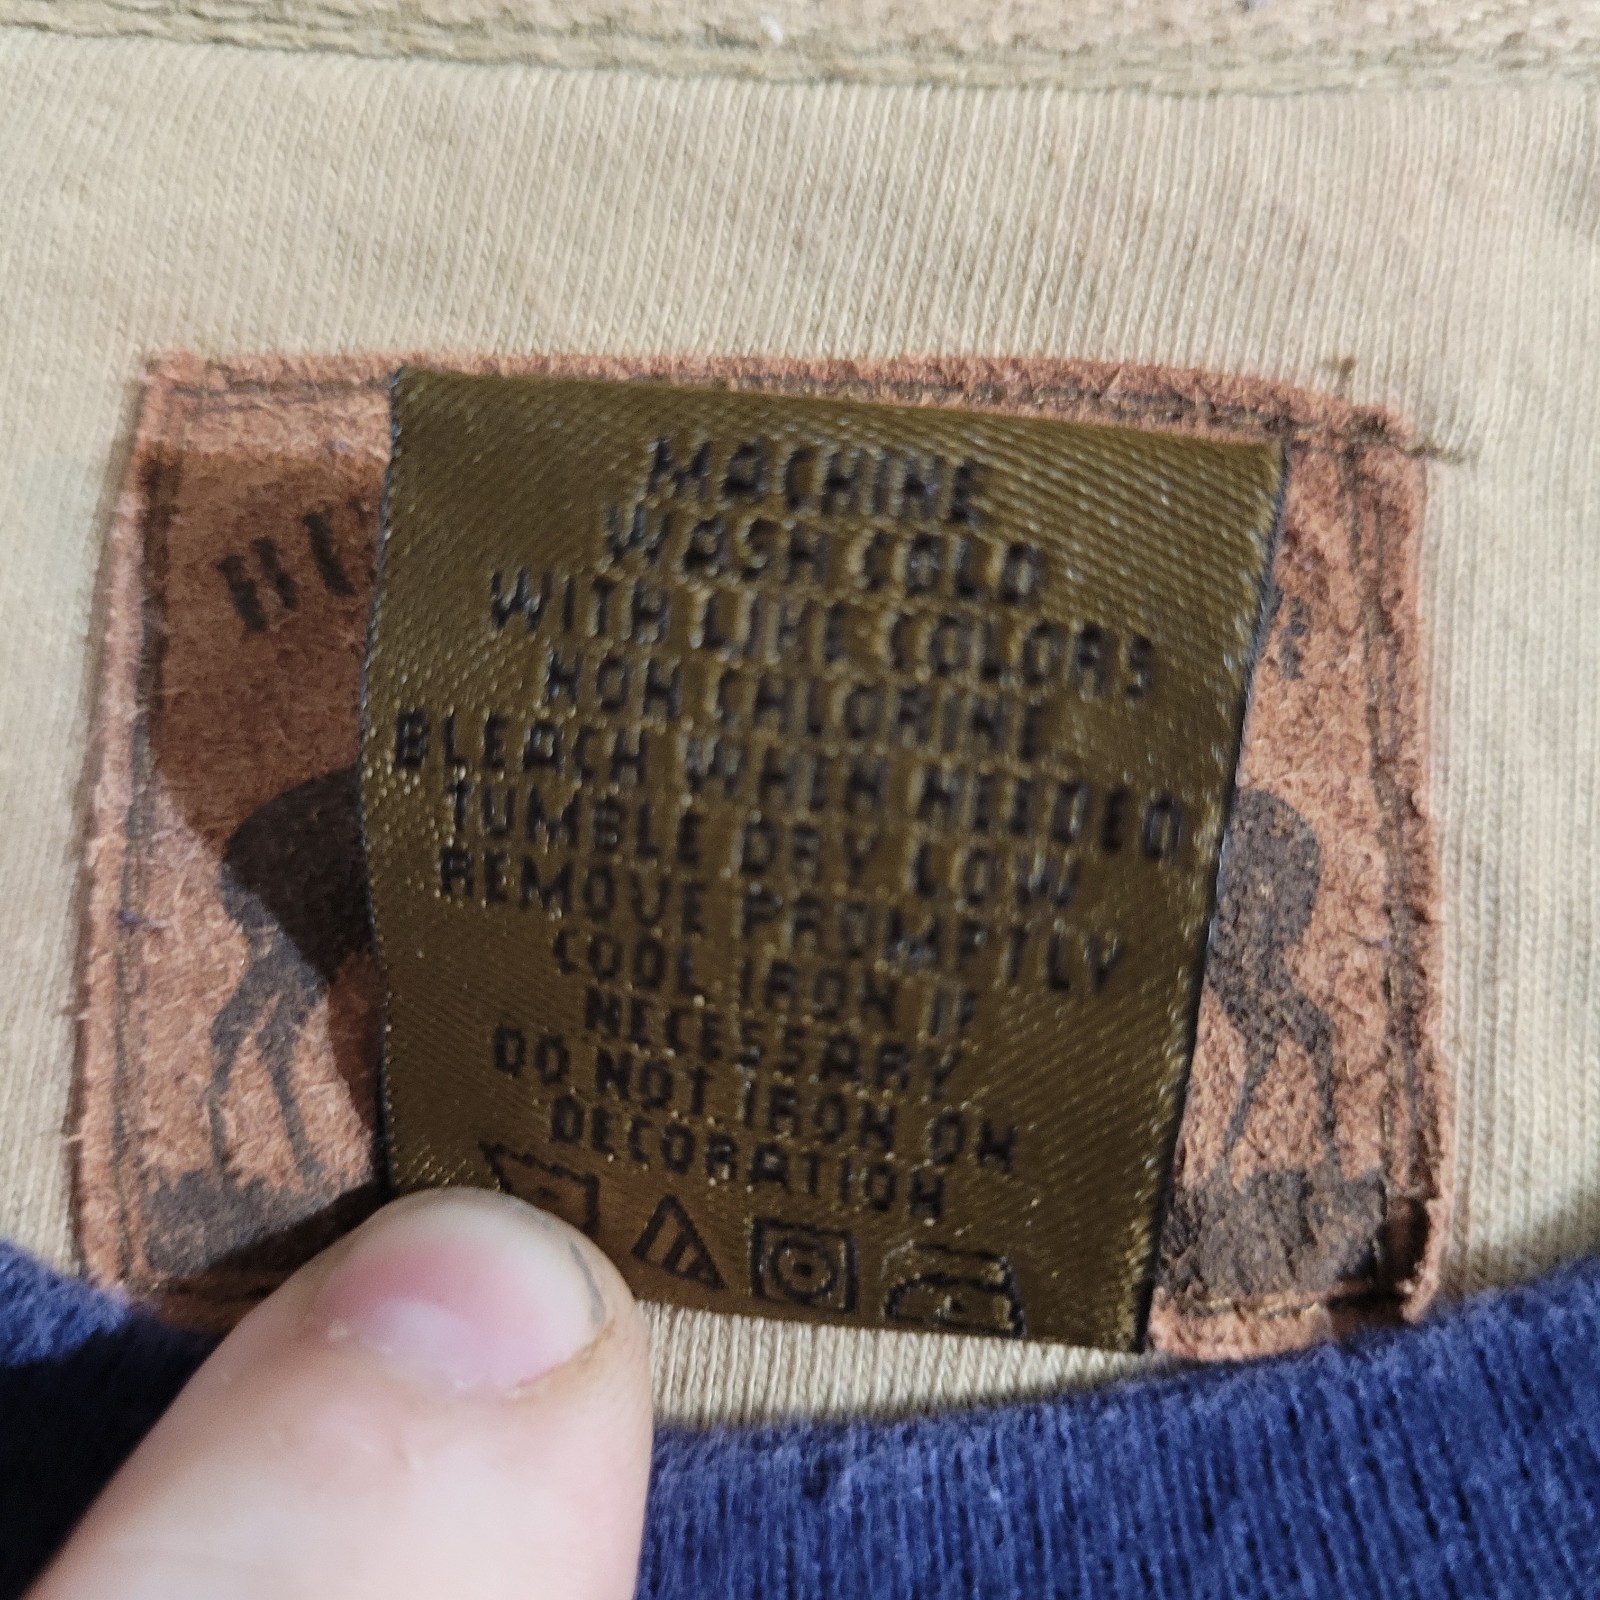 MACHINE
WASH COLD
WITH LIKE COLORS
NON CHLORINE
BLEACH WHEN NEEDED
TUMBLE DRY LOW
REMOVE PROMPTLY
COOL IRON IF
NECESSARY
DO NOT IRON ON
DECORATION